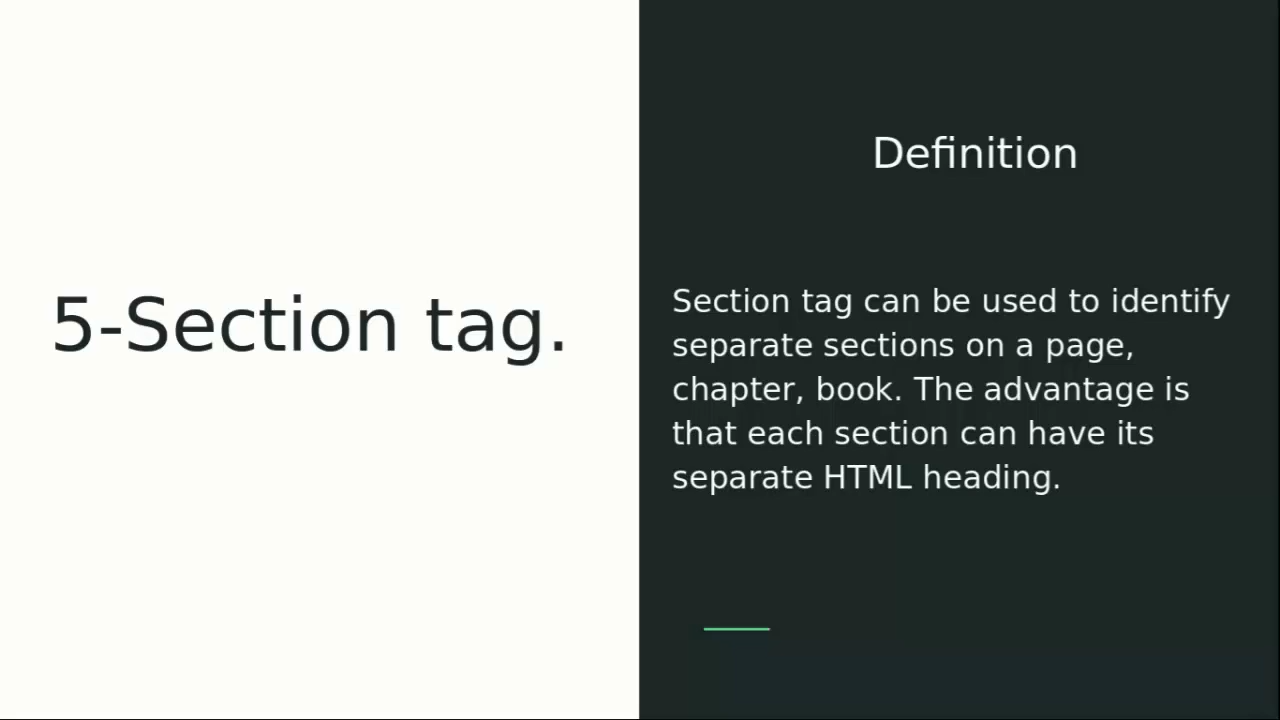 5-Section tag.
Definition
Section tag can be used to identify
separate sections on a page,
chapter, book. The advantage is
that each section can have its
separate HTML heading.